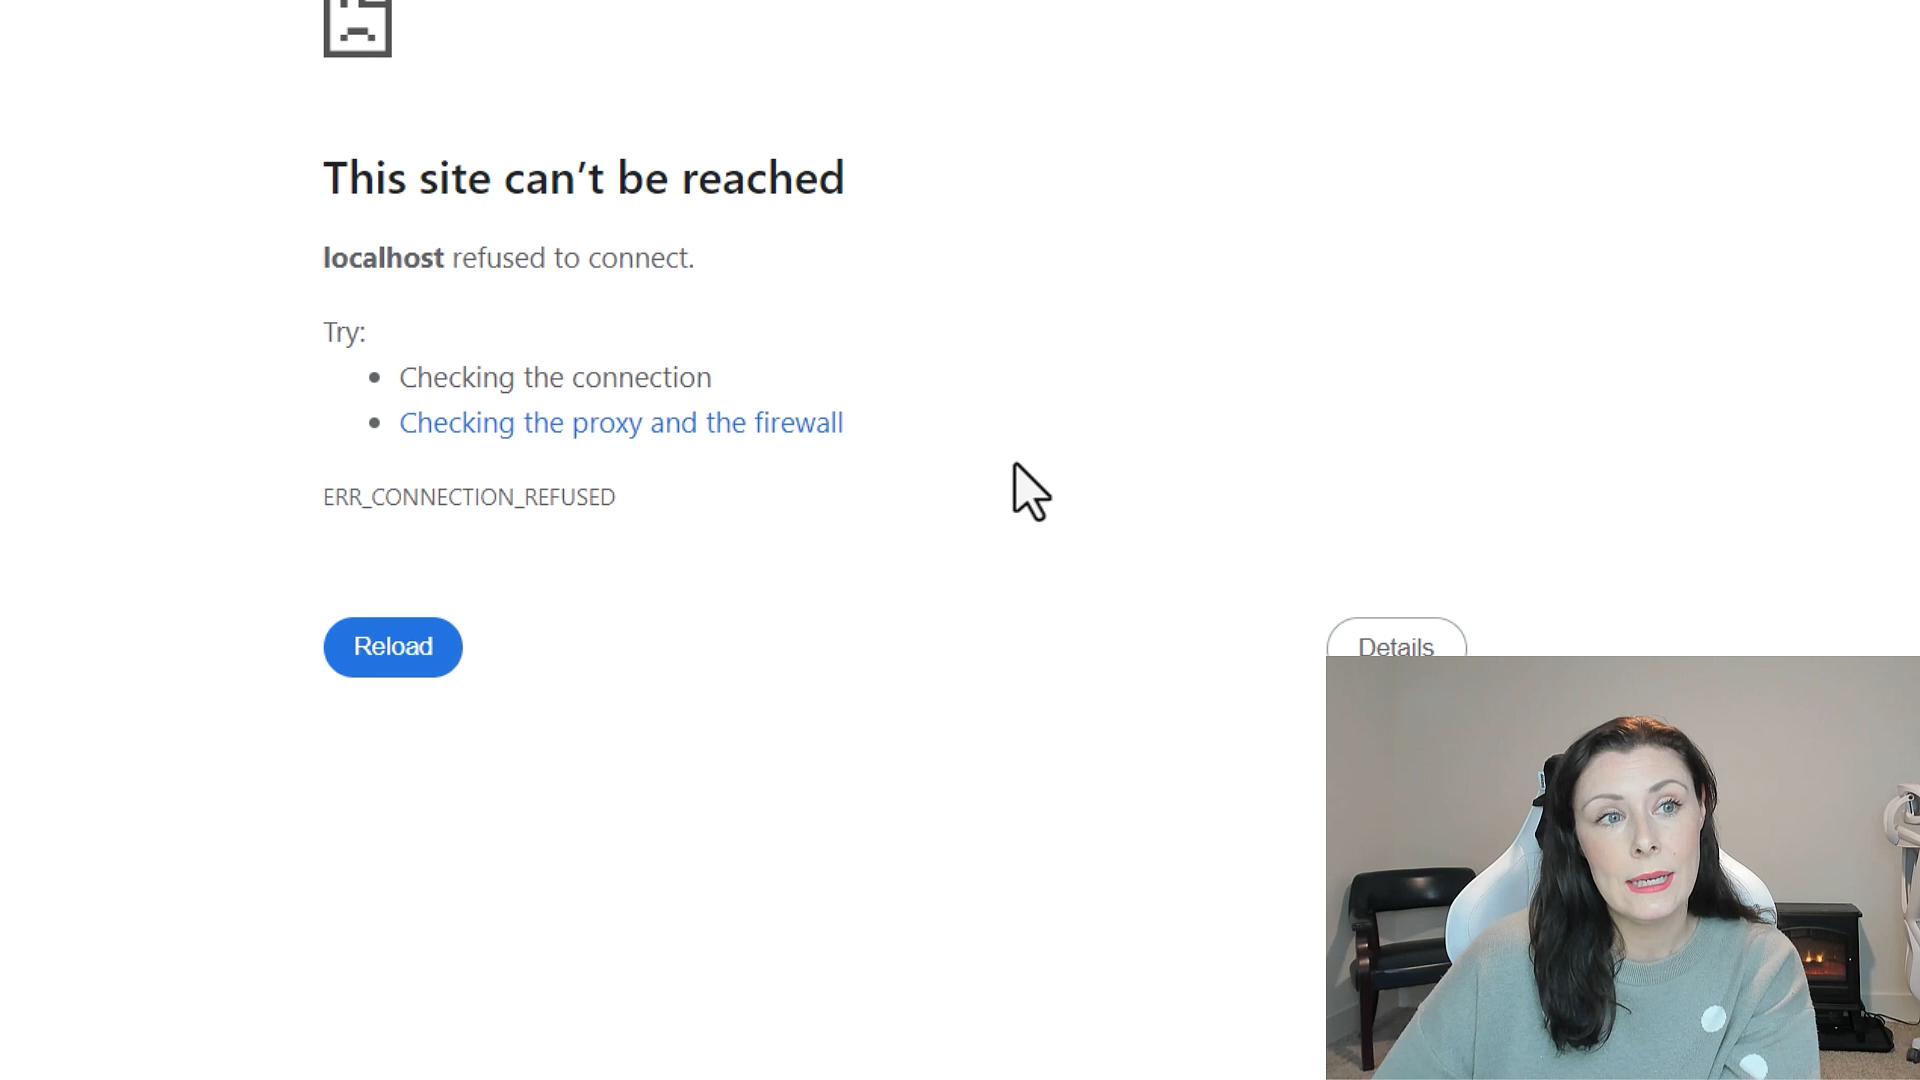 This site can’t be reached
localhost refused to connect.
Try:
Checking the connection
Checking the proxy and the firewall
ERR_CONNECTION_REFUSED
Reload
Details